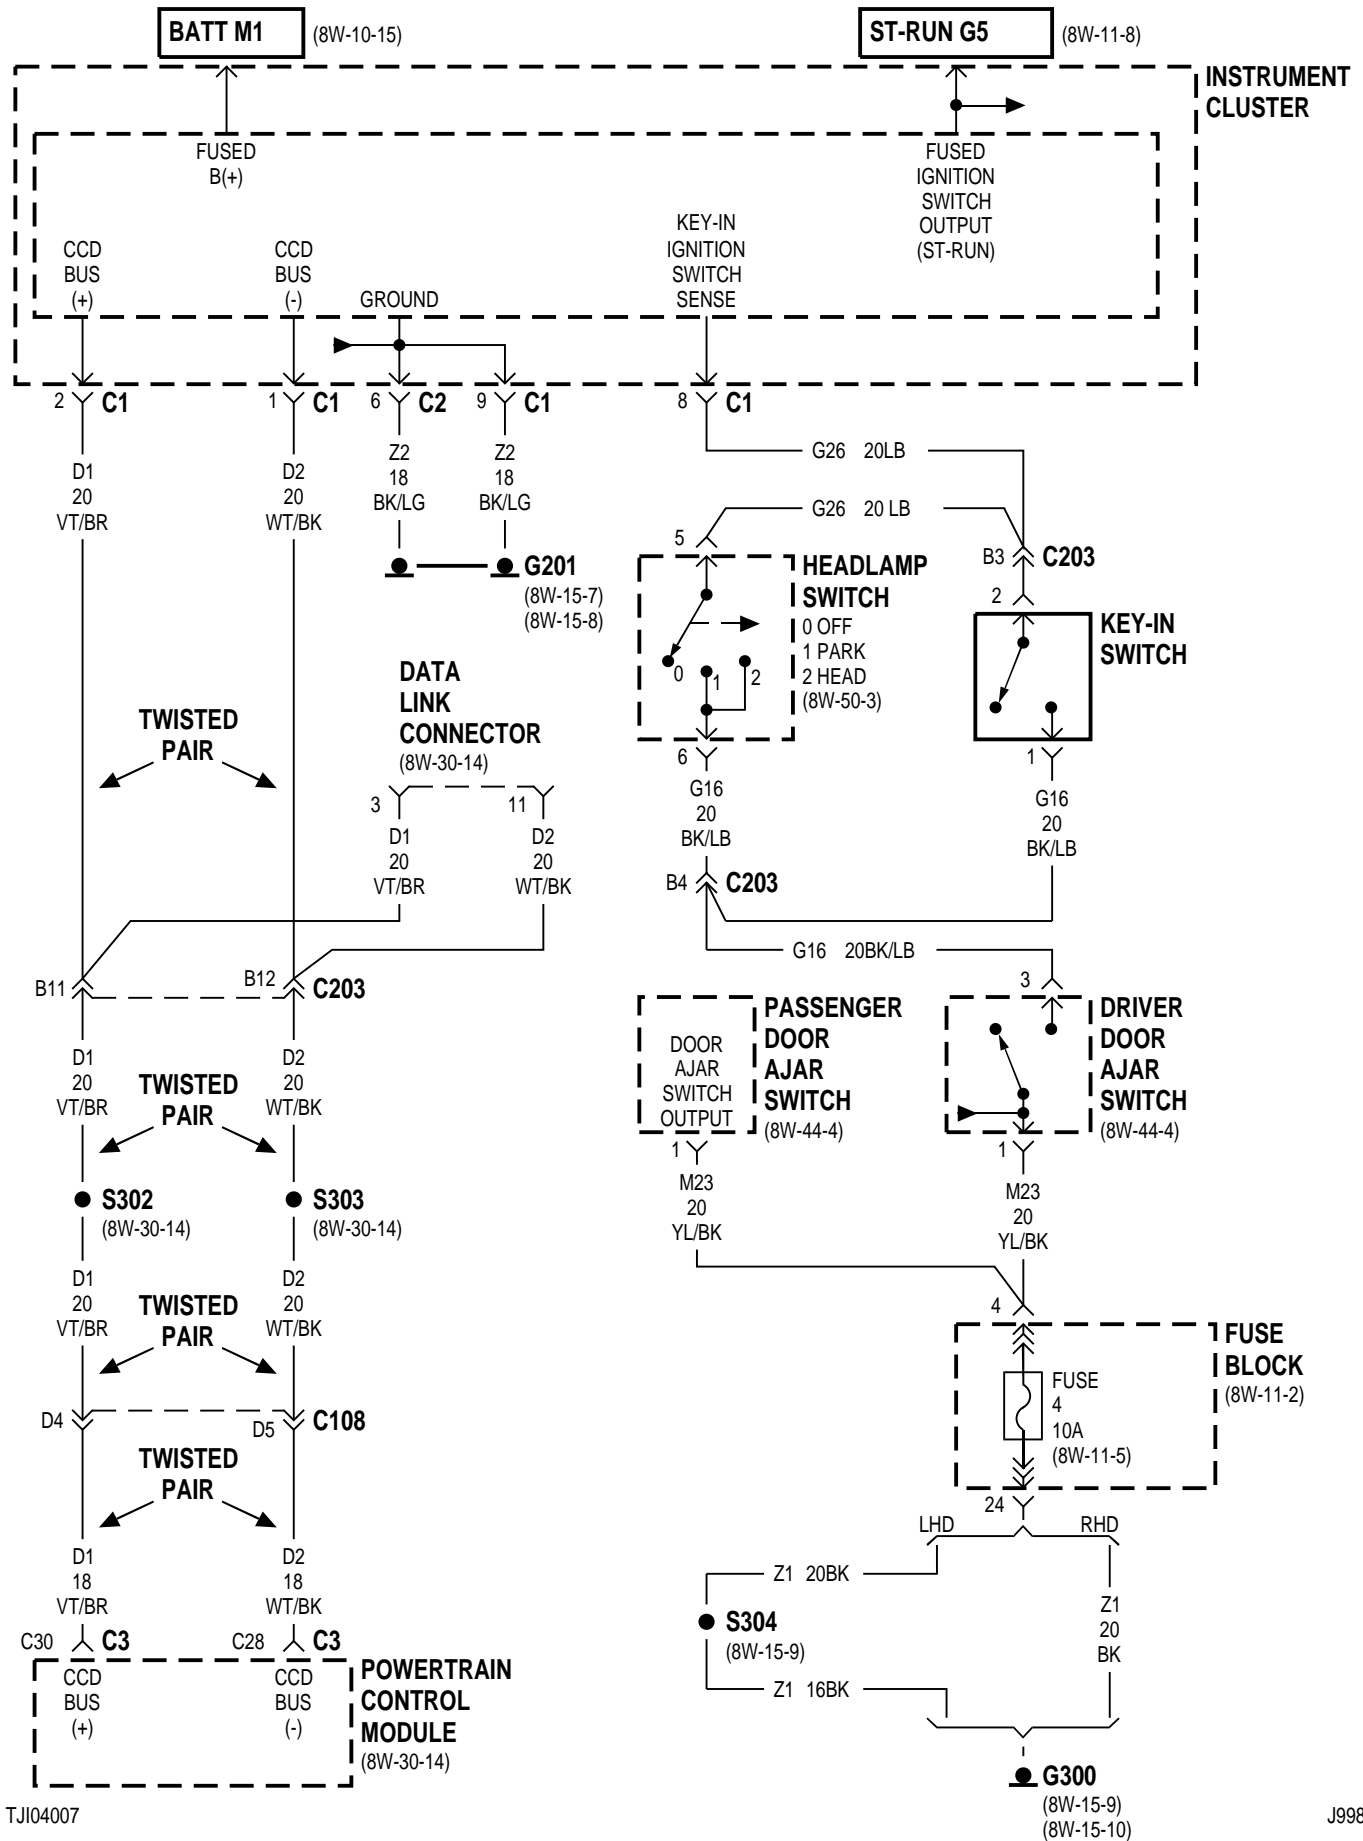 BATT M1
(8W-10-15)
ST-RUN G5
(8W-11-8)
INSTRUMENT
CLUSTER
FUSED
B(+)
FUSED
IGNITION
SWITCH
OUTPUT
(ST-RUN)
CCD
BUS
(+)
CCD
BUS
(-)
GROUND
KEY-IN
IGNITION
SWITCH
SENSE
2 C1
1 C1
6 C2
9 C1
8 C1
D1
20
VT/BR
D2
20
WT/BK
Z2
18
BK/LG
Z2
18
BK/LG
G26 20LB
G26 20 LB
G201
(8W-15-7)
(8W-15-8)
5
HEADLAMP
SWITCH
0 OFF
1 PARK
2 HEAD
(8W-50-3)
0
1
2
B3 C203
2
KEY-IN
SWITCH
TWISTED
PAIR
DATA
LINK
CONNECTOR
(8W-30-14)
3
11
D1
20
VT/BR
D2
20
WT/BK
6
G16
20
BK/LB
1
G16
20
BK/LB
B4 C203
G16 20BK/LB
B11
B12 C203
3
PASSENGER
DOOR
AJAR
SWITCH
(8W-44-4)
DOOR
AJAR
SWITCH
OUTPUT
DRIVER
DOOR
AJAR
SWITCH
(8W-44-4)
D1
20
VT/BR
TWISTED
PAIR
D2
20
WT/BK
1
M23
20
YL/BK
1
M23
20
YL/BK
S302
(8W-30-14)
S303
(8W-30-14)
D1
20
VT/BR
TWISTED
PAIR
D2
20
WT/BK
4
FUSE
BLOCK
(8W-11-2)
FUSE
4
10A
(8W-11-5)
D4
D5 C108
TWISTED
PAIR
24
LHD
RHD
D1
18
VT/BR
D2
18
WT/BK
Z1 20BK
Z1
20
BK
S304
(8W-15-9)
Z1 16BK
C30 C3
C28 C3
CCD
BUS
(+)
CCD
BUS
(-)
POWERTRAIN
CONTROL
MODULE
(8W-30-14)
G300
(8W-15-9)
(8W-15-10)
TJI04007
J998